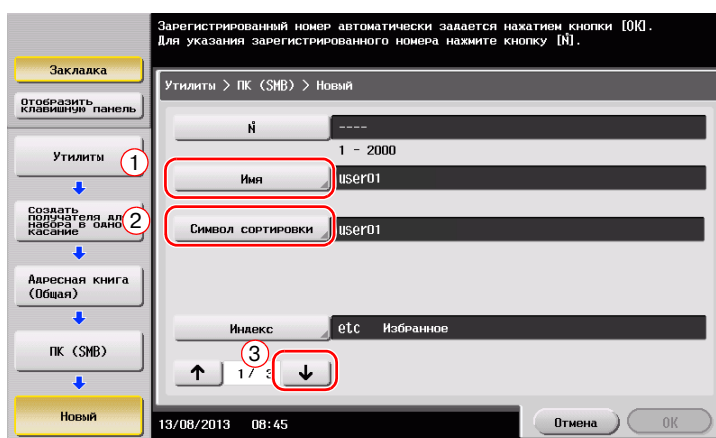 Зарегистрированный номер автоматически задается нажатием кнопки [OK].
Для указания зарегистрированного номера нажмите кнопку [№].
Закладка
Утилиты > ПК (SMB) > Новый
Отобразить
клавишную панель
№
----
1 - 2000
Утилиты
1
Имя
user01
Создать
получателя для
набора в одно
касание
2
Символ сортировки
user01
Адресная книга
(Общая)
Индекс
etc Избранное
ПК (SMB)
3
↑ 1/ 3 ↓
Новый
13/08/2013 08:45
Отмена
OK